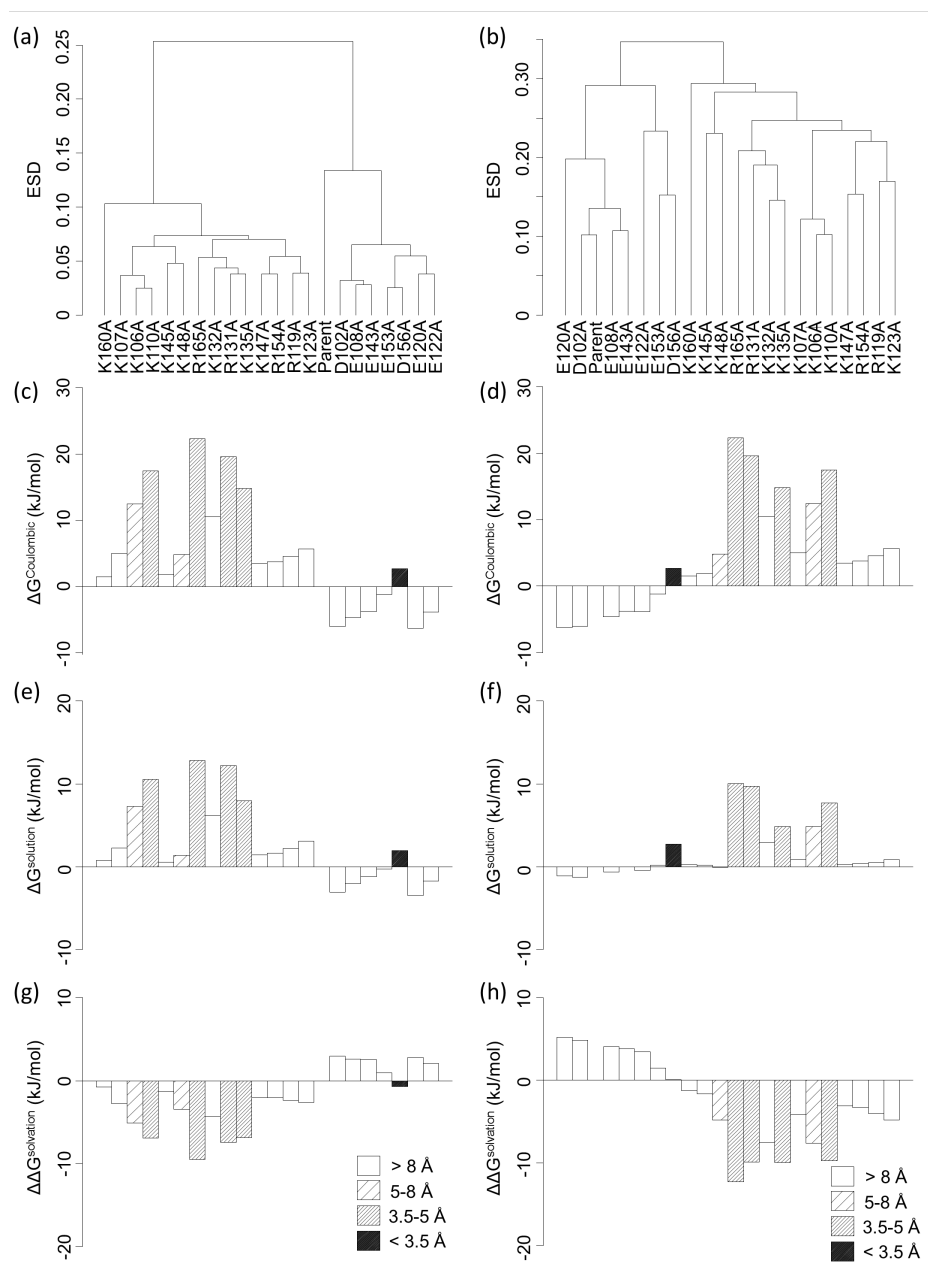 (a)
ESD
0.25
0.20
0.15
0.10
0.05
0
K160A
K107A
K106A
K110A
K145A
K148A
R165A
K132A
R131A
K135A
K147A
R154A
R119A
K123A
Parent
D102A
E108A
E143A
E153A
D156A
E120A
E122A
(b)
ESD
0.30
0.20
0.10
0
E120A
D102A
Parent
E108A
E143A
E122A
E153A
D156A
K160A
K145A
K148A
R165A
R131A
K132A
K135A
K107A
K106A
K110A
K147A
R154A
R119A
K123A
(c)
ΔG^Coulombic (kJ/mol)
30
20
10
0
-10
(d)
ΔG^Coulombic (kJ/mol)
30
20
10
0
-10
(e)
ΔG^solution (kJ/mol)
20
10
0
-10
(f)
ΔG^solution (kJ/mol)
20
10
0
-10
(g)
ΔΔG^solvation (kJ/mol)
10
0
-10
-20
> 8 Å
5-8 Å
3.5-5 Å
< 3.5 Å
(h)
ΔΔG^solvation (kJ/mol)
10
0
-10
-20
> 8 Å
5-8 Å
3.5-5 Å
< 3.5 Å